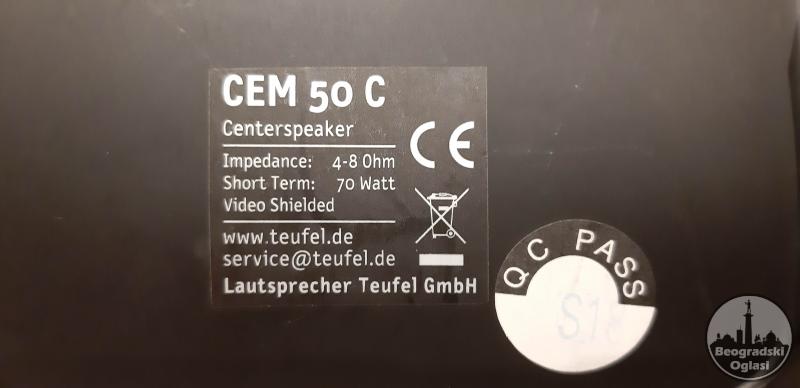 CEM 50 C
Centerspeaker
CE
Impedance: 4-8 Ohm
Short Term: 70 Watt
Video Shielded
www.teufel.de
service@teufel.de
Lautsprecher Teufel GmbH
QC PASS
Beogradski
Oglasi